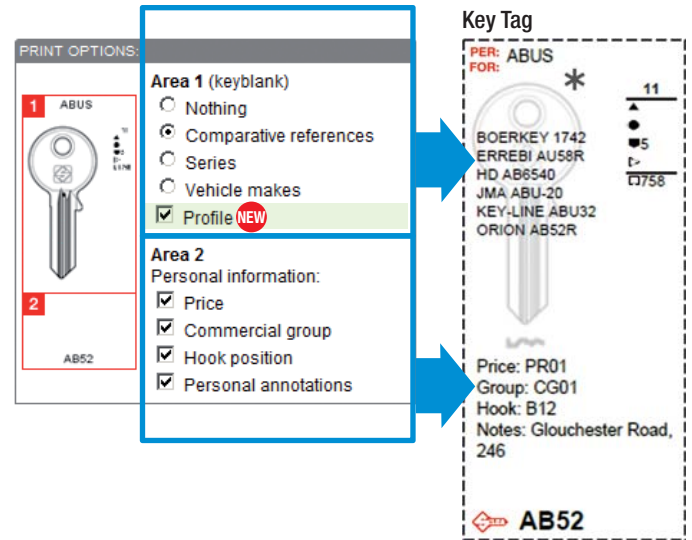 Key Tag
PRINT OPTIONS:
1
ABUS
2
AB52
Area 1 (keyblank)
Nothing
Comparative references
Series
Vehicle makes
Profile NEW
Area 2
Personal information:
Price
Commercial group
Hook position
Personal annotations
PER: ABUS
FOR:
*
11
5
758
BOERKEY 1742
ERREBI AU58R
HD AB6540
JMA ABU-20
KEY-LINE ABU32
ORION AB52R
Price: PR01
Group: CG01
Hook: B12
Notes: Glouchester Road,
246
AB52